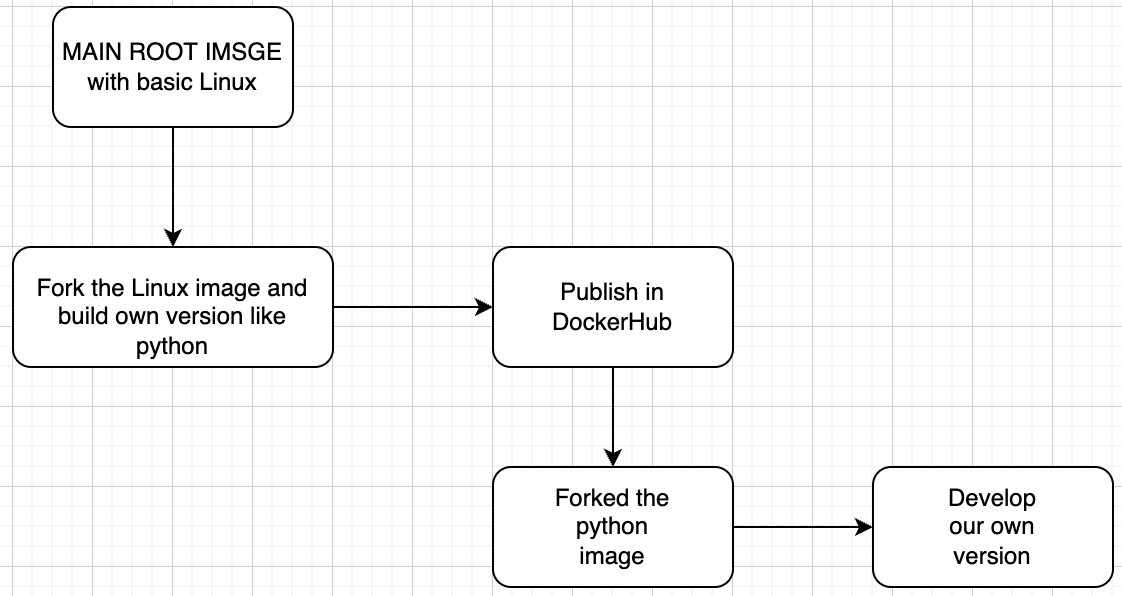 MAIN ROOT IMSGE
with basic Linux
Fork the Linux image and
build own version like
python
Publish in
DockerHub
Forked the
python
image
Develop
our own
version